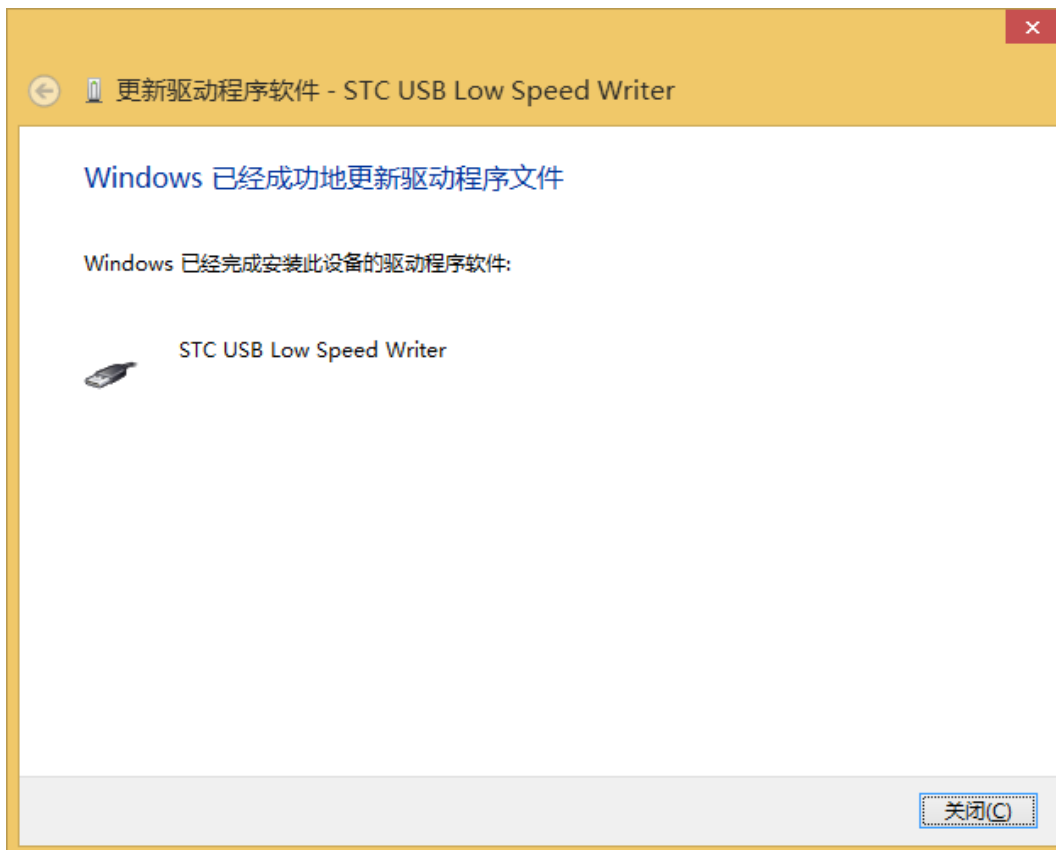 更新驱动程序软件 - STC USB Low Speed Writer
Windows 已经成功地更新驱动程序文件
Windows 已经完成安装此设备的驱动程序软件:
STC USB Low Speed Writer
关闭(C)